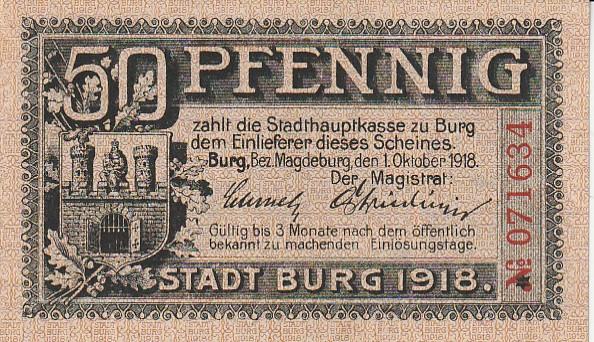 50 PFENNIG
zahlt die Stadthauptkasse zu Burg
dem Einlieferer dieses Scheines.
Burg, Bez. Magdeburg, den 1. Oktober 1918.
Der Magistrat:
Gültig bis 3 Monate nach dem öffentlich
bekannt zu machenden Einlösungstage.
STADT BURG 1918.
№ 071634